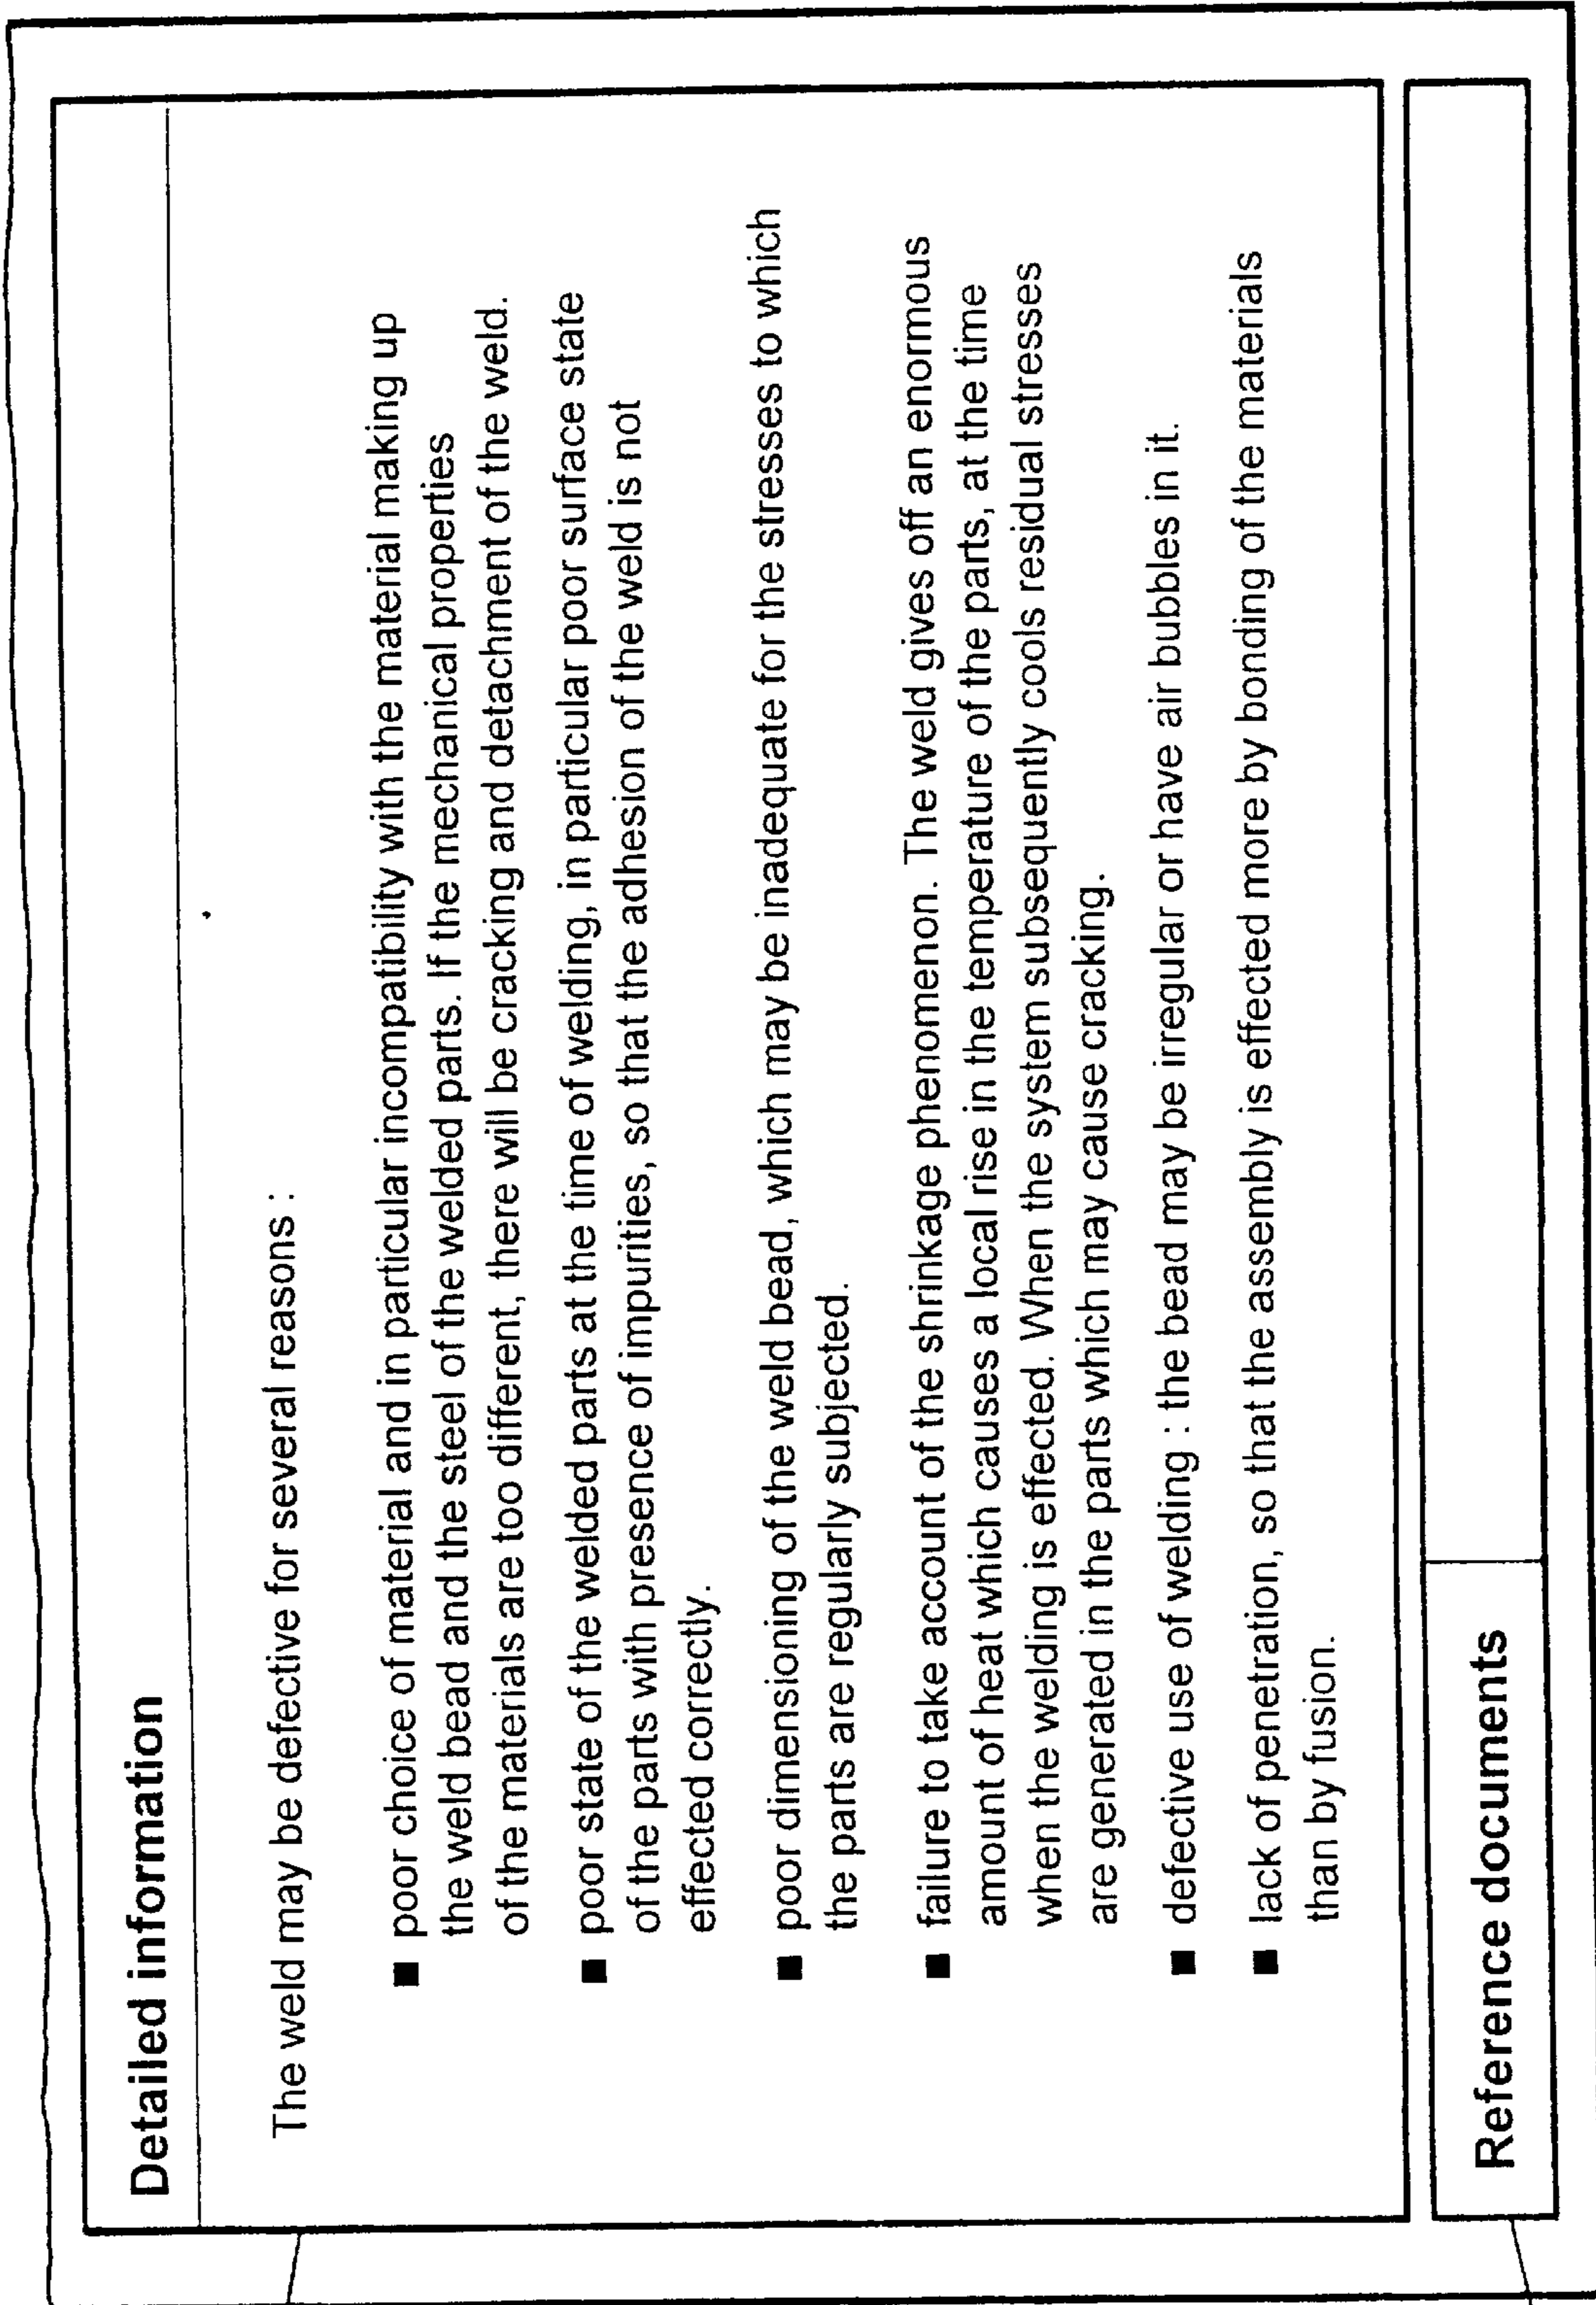 Detailed information
The weld may be defective for several reasons :
■ poor choice of material and in particular incompatibility with the material making up
the weld bead and the steel of the welded parts. If the mechanical properties
of the materials are too different, there will be cracking and detachment of the weld.
■ poor state of the welded parts at the time of welding, in particular poor surface state
of the parts with presence of impurities, so that the adhesion of the weld is not
effected correctly.
■ poor dimensioning of the weld bead, which may be inadequate for the stresses to which
the parts are regularly subjected.
■ failure to take account of the shrinkage phenomenon. The weld gives off an enormous
amount of heat which causes a local rise in the temperature of the parts, at the time
when the welding is effected. When the system subsequently cools residual stresses
are generated in the parts which may cause cracking.
■ defective use of welding : the bead may be irregular or have air bubbles in it.
■ lack of penetration, so that the assembly is effected more by bonding of the materials
than by fusion.
Reference documents